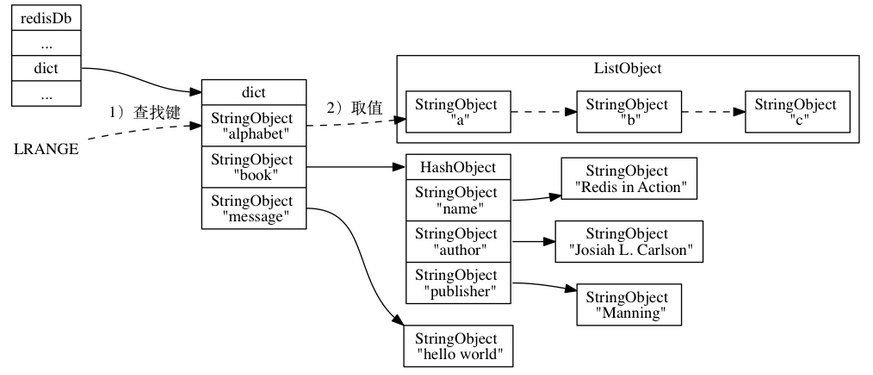 redisDb
...
dict
...
LRANGE
1）查找键
dict
StringObject
"alphabet"
StringObject
"book"
StringObject
"message"
2）取值
ListObject
StringObject
"a"
StringObject
"b"
StringObject
"c"
HashObject
StringObject
"name"
StringObject
"author"
StringObject
"publisher"
StringObject
"Redis in Action"
StringObject
"Josiah L. Carlson"
StringObject
"Manning"
StringObject
"hello world"